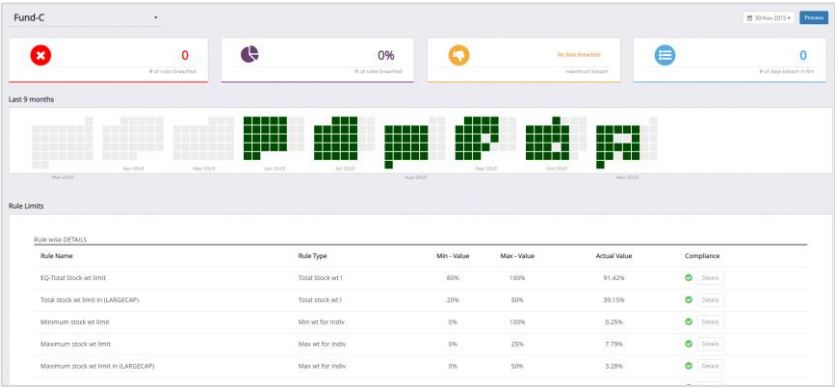 Fund-C
30-Nov-2015
Process
0
# of rules breached
0%
% of rules breached
No Rule Breached
maximum breach
0
# of days breach in fim
Last 9 months
Mar-2015
Apr-2015
May-2015
Jun-2015
Jul-2015
Aug-2015
Sep-2015
Oct-2015
Nov-2015
Rule Limits
Rule wise DETAILS
Rule Name Rule Type Min - Value Max - Value Actual Value Compliance
EQ-Total Stock wt limit Total Stock wt l 80% 100% 91.42% Details
Total stock wt limit in (LARGECAP) Total stock wt l 20% 50% 39.15% Details
Minimum stock wt limit Min wt for indiv 0% 100% 0.25% Details
Maximum stock wt limit Max wt for indiv 0% 25% 7.79% Details
Maximum stock wt limit in (LARGECAP) Max wt for indiv 0% 50% 3.28% Details